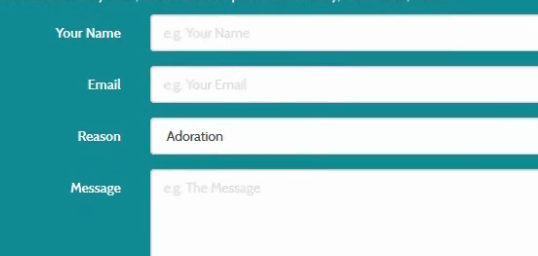 Your Name e.g. Your Name
Email e.g. Your Email
Reason Adoration
Message e.g. The Message